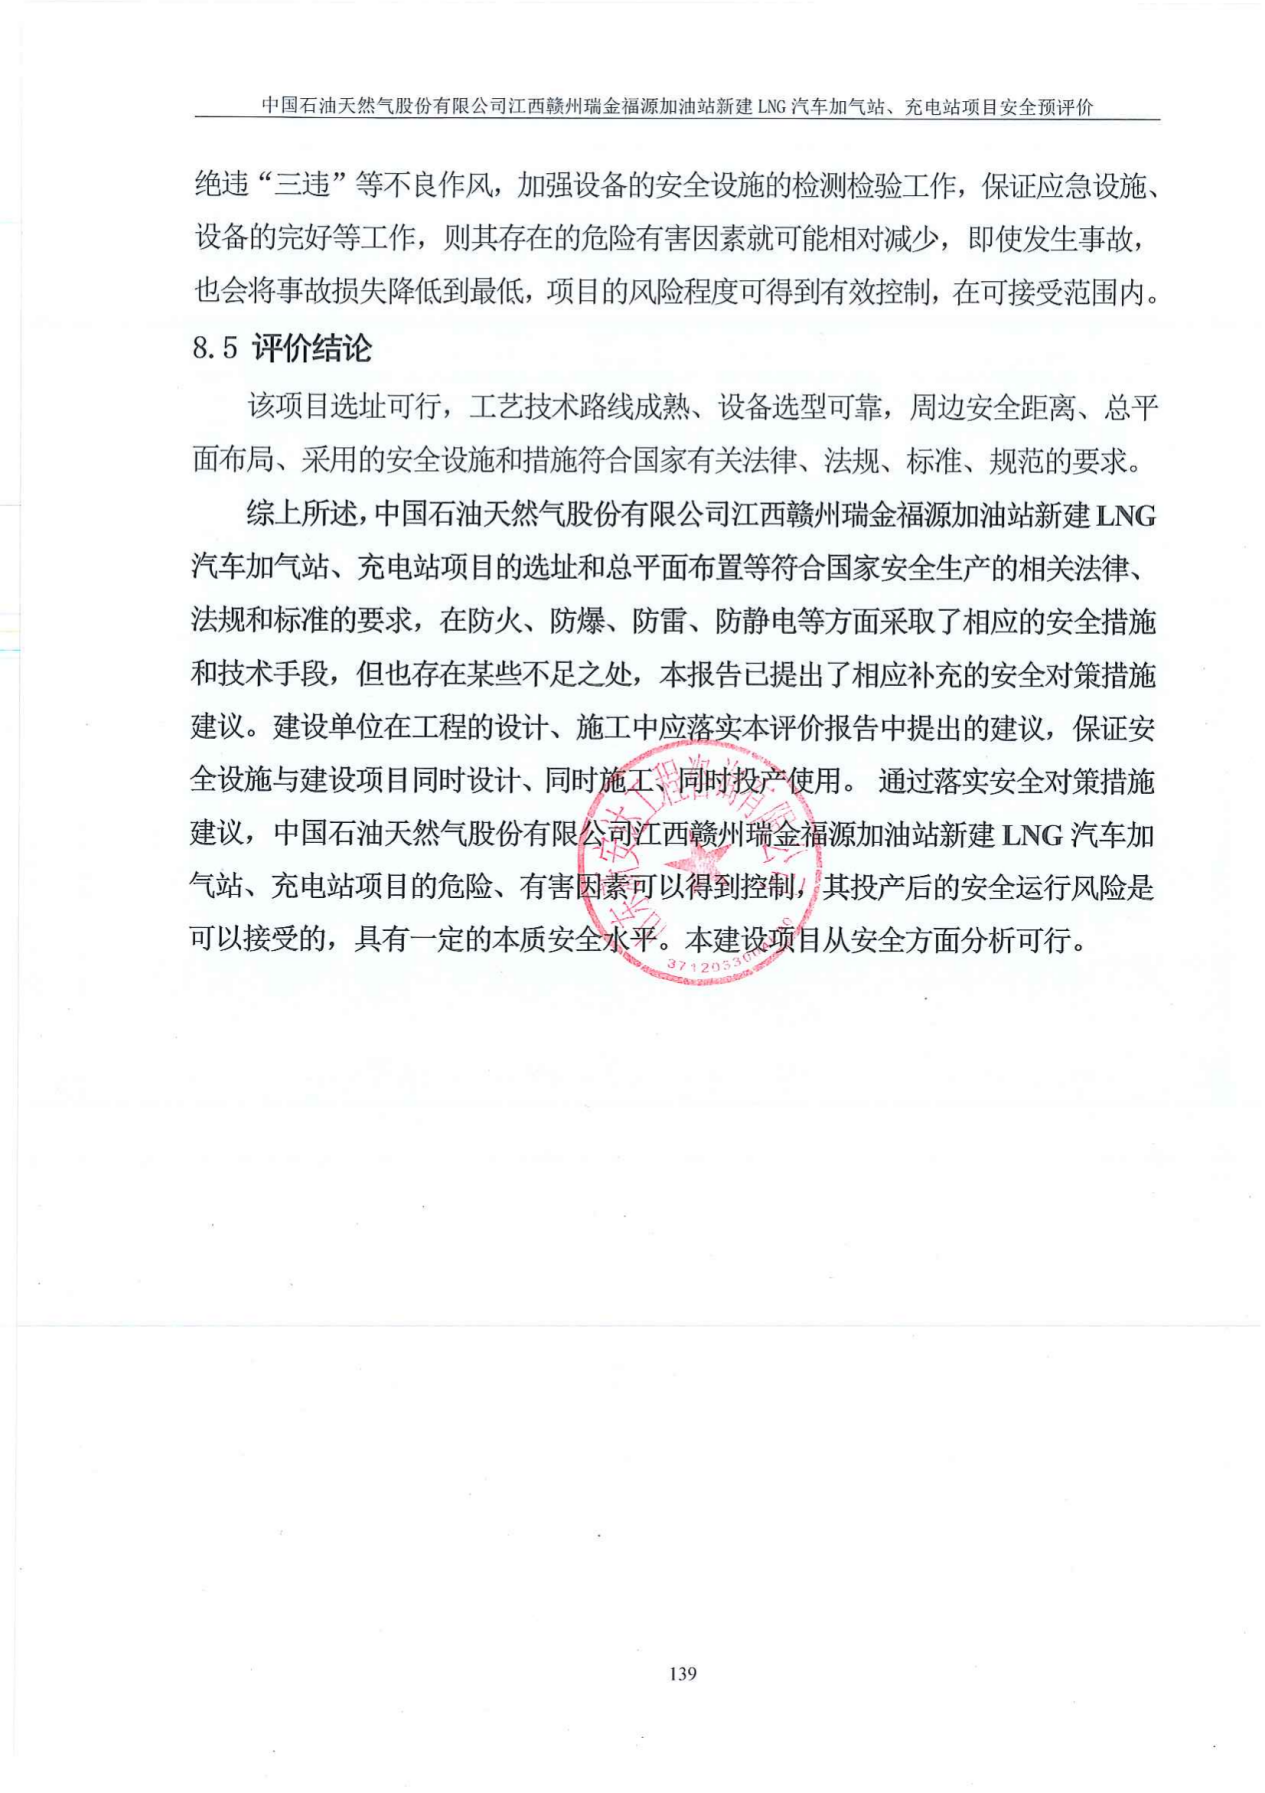 中国石油天然气股份有限公司江西赣州瑞金福源加油站新建 LNG 汽车加气站、充电站项目安全预评价
绝违“三违”等不良作风，加强设备的安全设施的检测检验工作，保证应急设施、
设备的完好等工作，则其存在的危险有害因素就可能相对减少，即使发生事故，
也会将事故损失降低到最低，项目的风险程度可得到有效控制，在可接受范围内。
8.5 评价结论
该项目选址可行，工艺技术路线成熟、设备选型可靠，周边安全距离、总平
面布局、采用的安全设施和措施符合国家有关法律、法规、标准、规范的要求。
综上所述，中国石油天然气股份有限公司江西赣州瑞金福源加油站新建 LNG
汽车加气站、充电站项目的选址和总平面布置等符合国家安全生产的相关法律、
法规和标准的要求，在防火、防爆、防雷、防静电等方面采取了相应的安全措施
和技术手段，但也存在某些不足之处，本报告已提出了相应补充的安全对策措施
建议。建设单位在工程的设计、施工中应落实本评价报告中提出的建议，保证安
全设施与建设项目同时设计、同时施工、同时投产使用。 通过落实安全对策措施
建议，中国石油天然气股份有限公司江西赣州瑞金福源加油站新建 LNG 汽车加
气站、充电站项目的危险、有害因素可以得到控制，其投产后的安全运行风险是
可以接受的，具有一定的本质安全水平。本建设项目从安全方面分析可行。
安达工程咨询有限公司
139